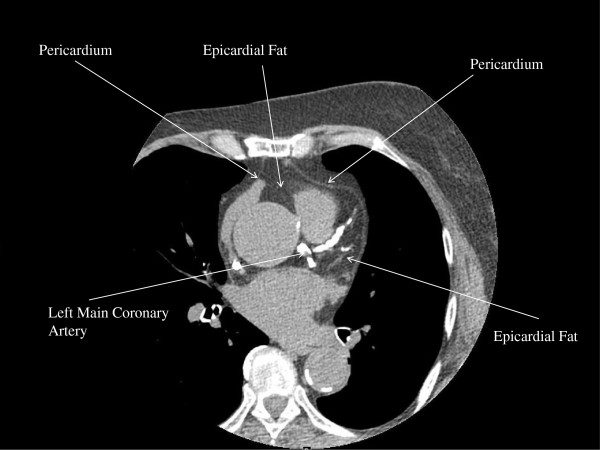 Pericardium
Epicardial Fat
Pericardium
Left Main Coronary
Artery
Epicardial Fat